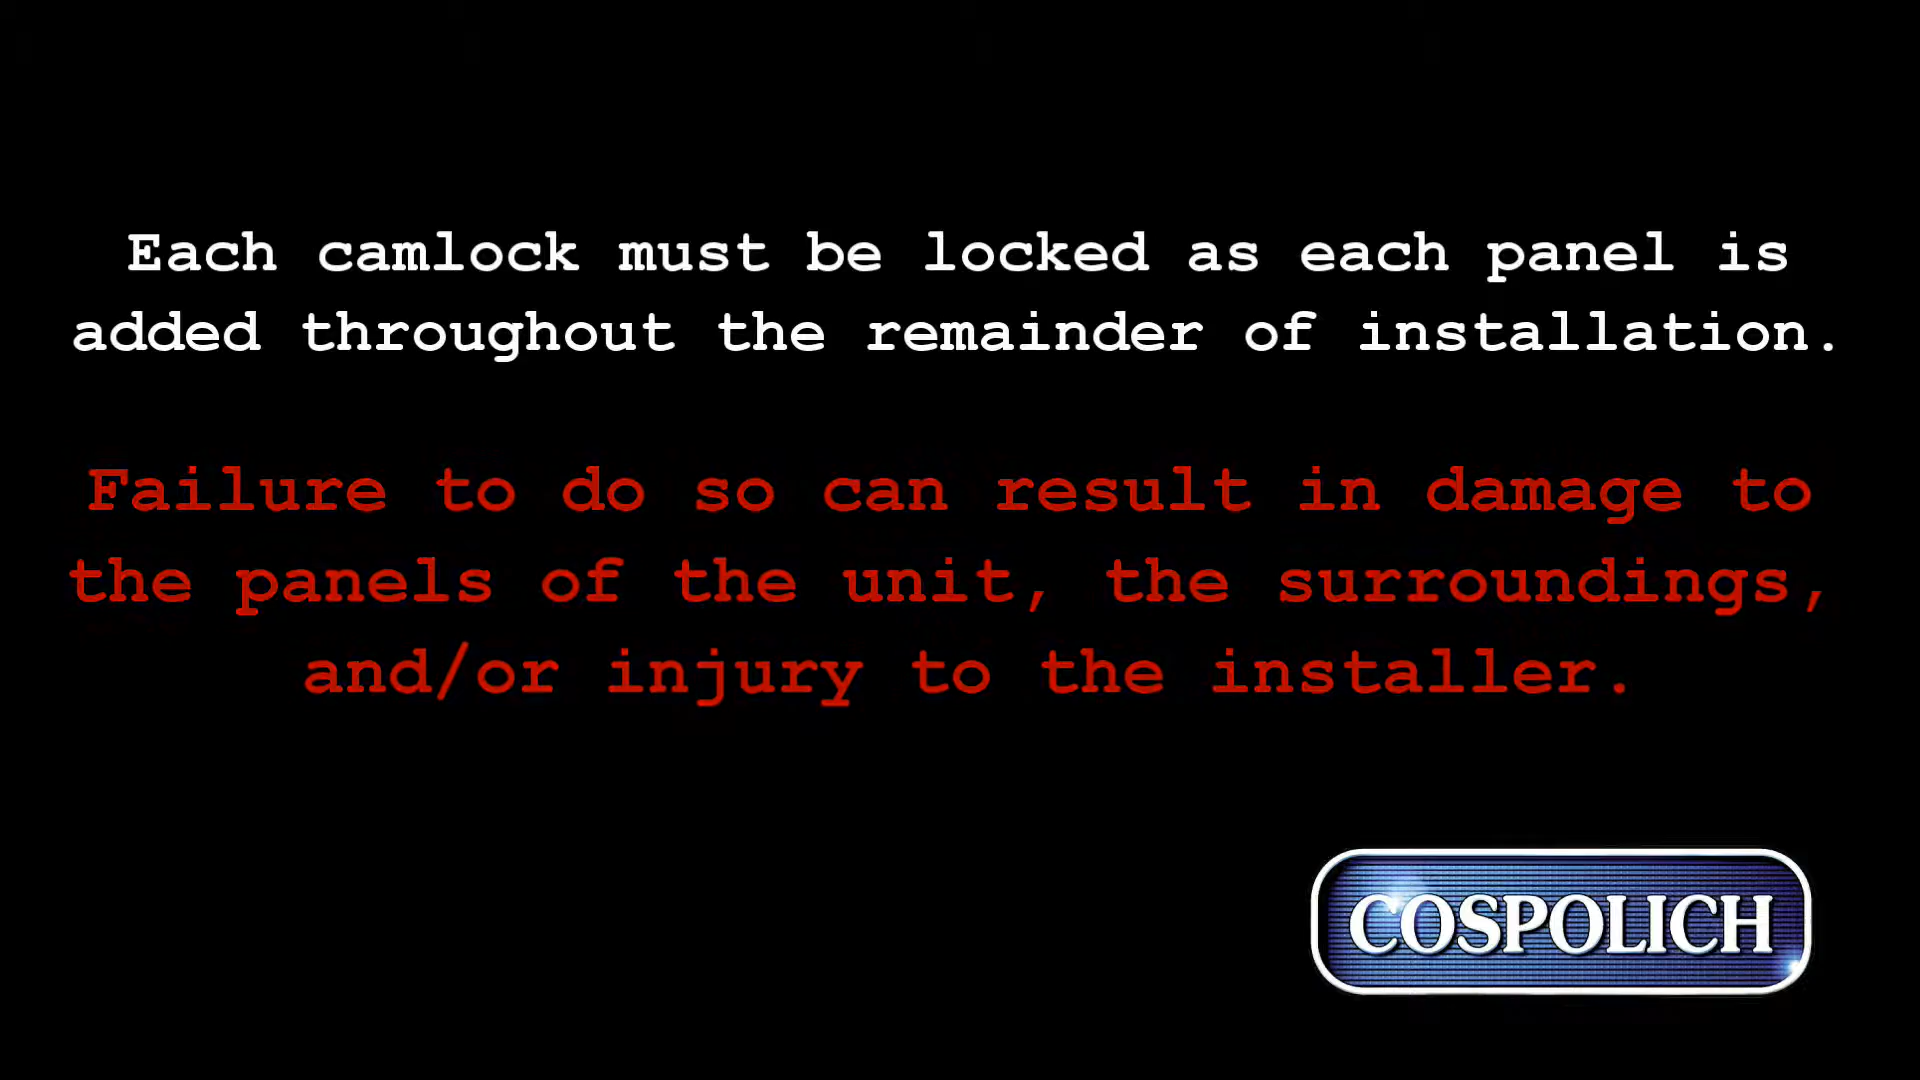 Each camlock must be locked as each panel is
added throughout the remainder of installation.
Failure to do so can result in damage to
the panels of the unit, the surroundings,
and/or injury to the installer.
COSPOLICH